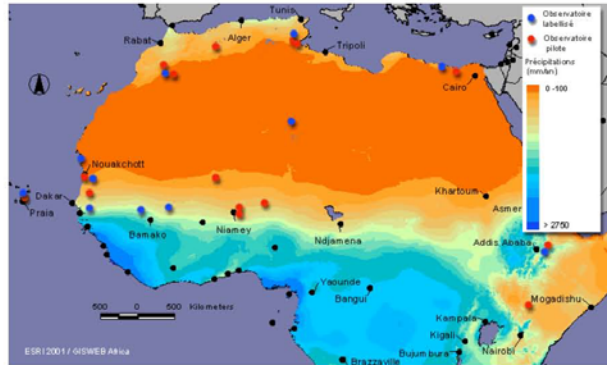 Tunis
Alger
Rabat
Tripoli
Cairo
Observatoire
labellisé
Observatoire
pilote
Précipitations
(mm/an)
0 -100
> 2750
Nouakchott
Dakar
Praia
Khartoum
Asmer
Bamako
Niamey
Ndjamena
Addis Ababa
Yaounde
Bangui
Mogadishu
Kampala
Kigali
Nairobi
Bujumbura
Brazzaville
500 0 500
Kilometers
ESRI 2001 / GISWEB Africa